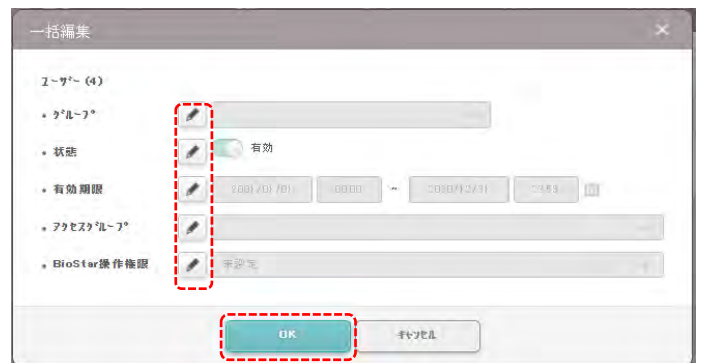 一括編集 ×
ユーザー (4)
• グループ
• 状態 有効
• 有効期限 2001/01/01 00:00 ~ 2030/12/31 23:53
• アクセスグループ
• BioStar操作権限 未設定
OK キャンセル